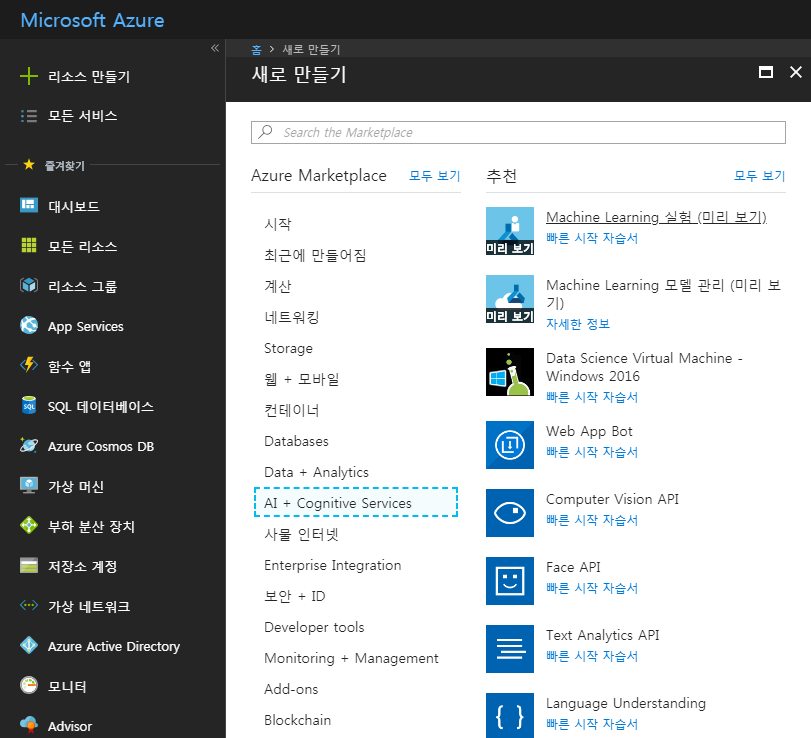 Microsoft Azure
«
리소스 만들기
모든 서비스
즐겨찾기
대시보드
모든 리소스
리소스 그룹
App Services
함수 앱
SQL 데이터베이스
Azure Cosmos DB
가상 머신
부하 분산 장치
저장소 계정
가상 네트워크
Azure Active Directory
모니터
Advisor
홈 > 새로 만들기
새로 만들기
Search the Marketplace
Azure Marketplace 모두 보기
시작
최근에 만들어짐
계산
네트워킹
Storage
웹 + 모바일
컨테이너
Databases
Data + Analytics
AI + Cognitive Services
사물 인터넷
Enterprise Integration
보안 + ID
Developer tools
Monitoring + Management
Add-ons
Blockchain
추천 모두 보기
미리 보기
Machine Learning 실험 (미리 보기)
빠른 시작 자습서
미리 보기
Machine Learning 모델 관리 (미리 보
기)
자세한 정보
Data Science Virtual Machine -
Windows 2016
빠른 시작 자습서
Web App Bot
빠른 시작 자습서
Computer Vision API
빠른 시작 자습서
Face API
빠른 시작 자습서
Text Analytics API
빠른 시작 자습서
Language Understanding
빠른 시작 자습서